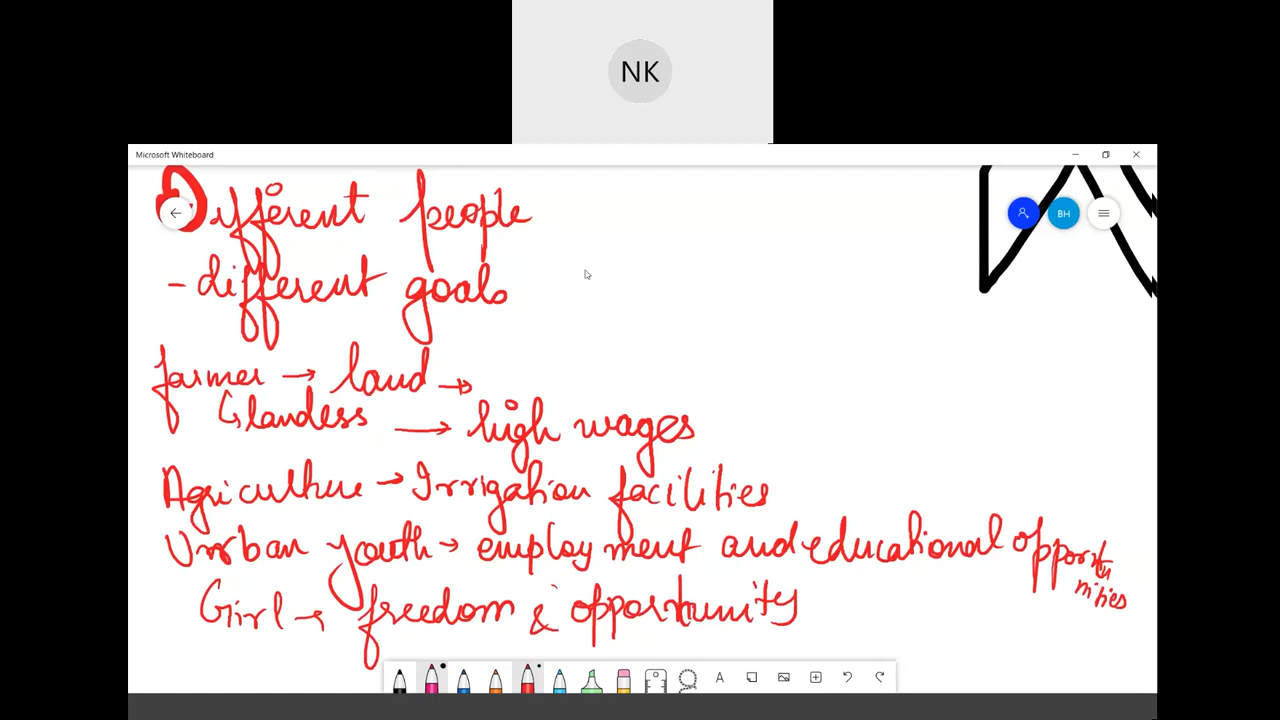 NK
Microsoft Whiteboard
Different people
BH
- different goals
farmer → land →
↳ landless → high wages
Agriculture → Irrigation facilities
Urban youth → employment and educational opportunities
Girl → freedom & opportunity
A